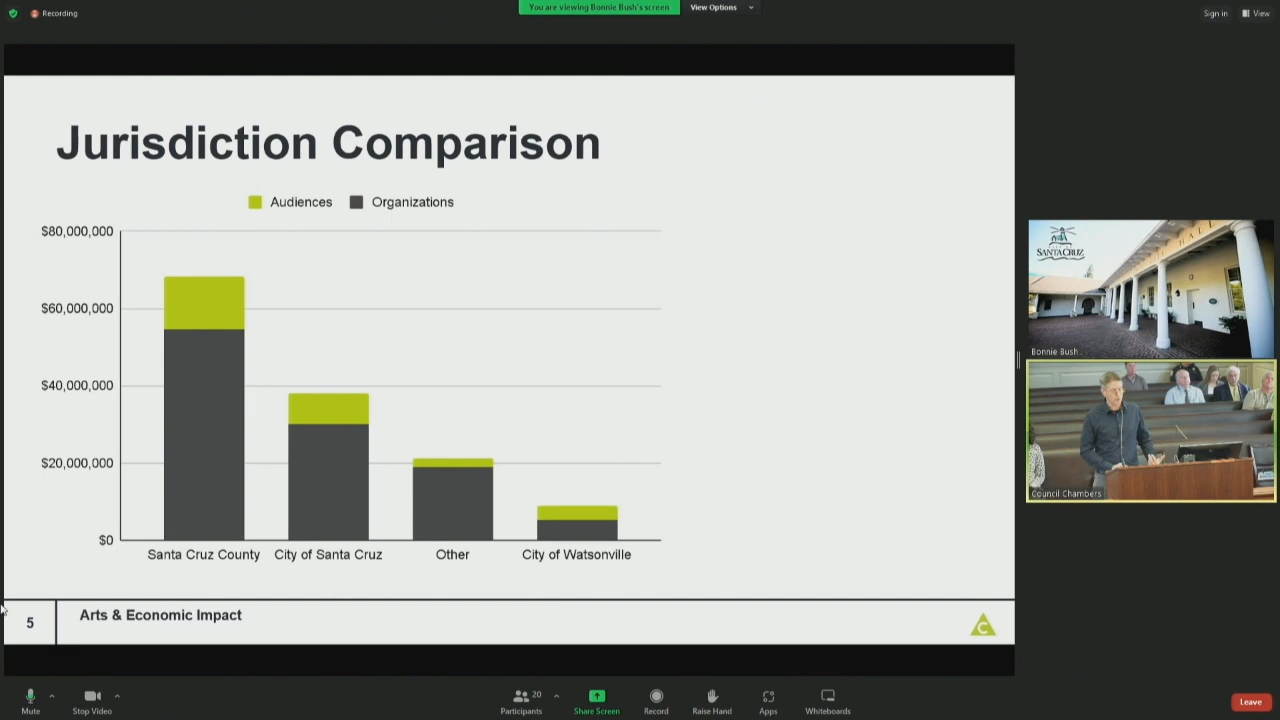 Recording
You are viewing Bonnie Bush's screen
View Options
Sign in
View
Jurisdiction Comparison
Audiences
Organizations
$80,000,000
$60,000,000
$40,000,000
$20,000,000
$0
Santa Cruz County
City of Santa Cruz
Other
City of Watsonville
5
Arts & Economic Impact
C
SANTA CRUZ
HALL
Bonnie Bush
Council Chambers
Mute
Stop Video
20
Participants
Share Screen
Record
Raise Hand
Apps
Whiteboards
Leave